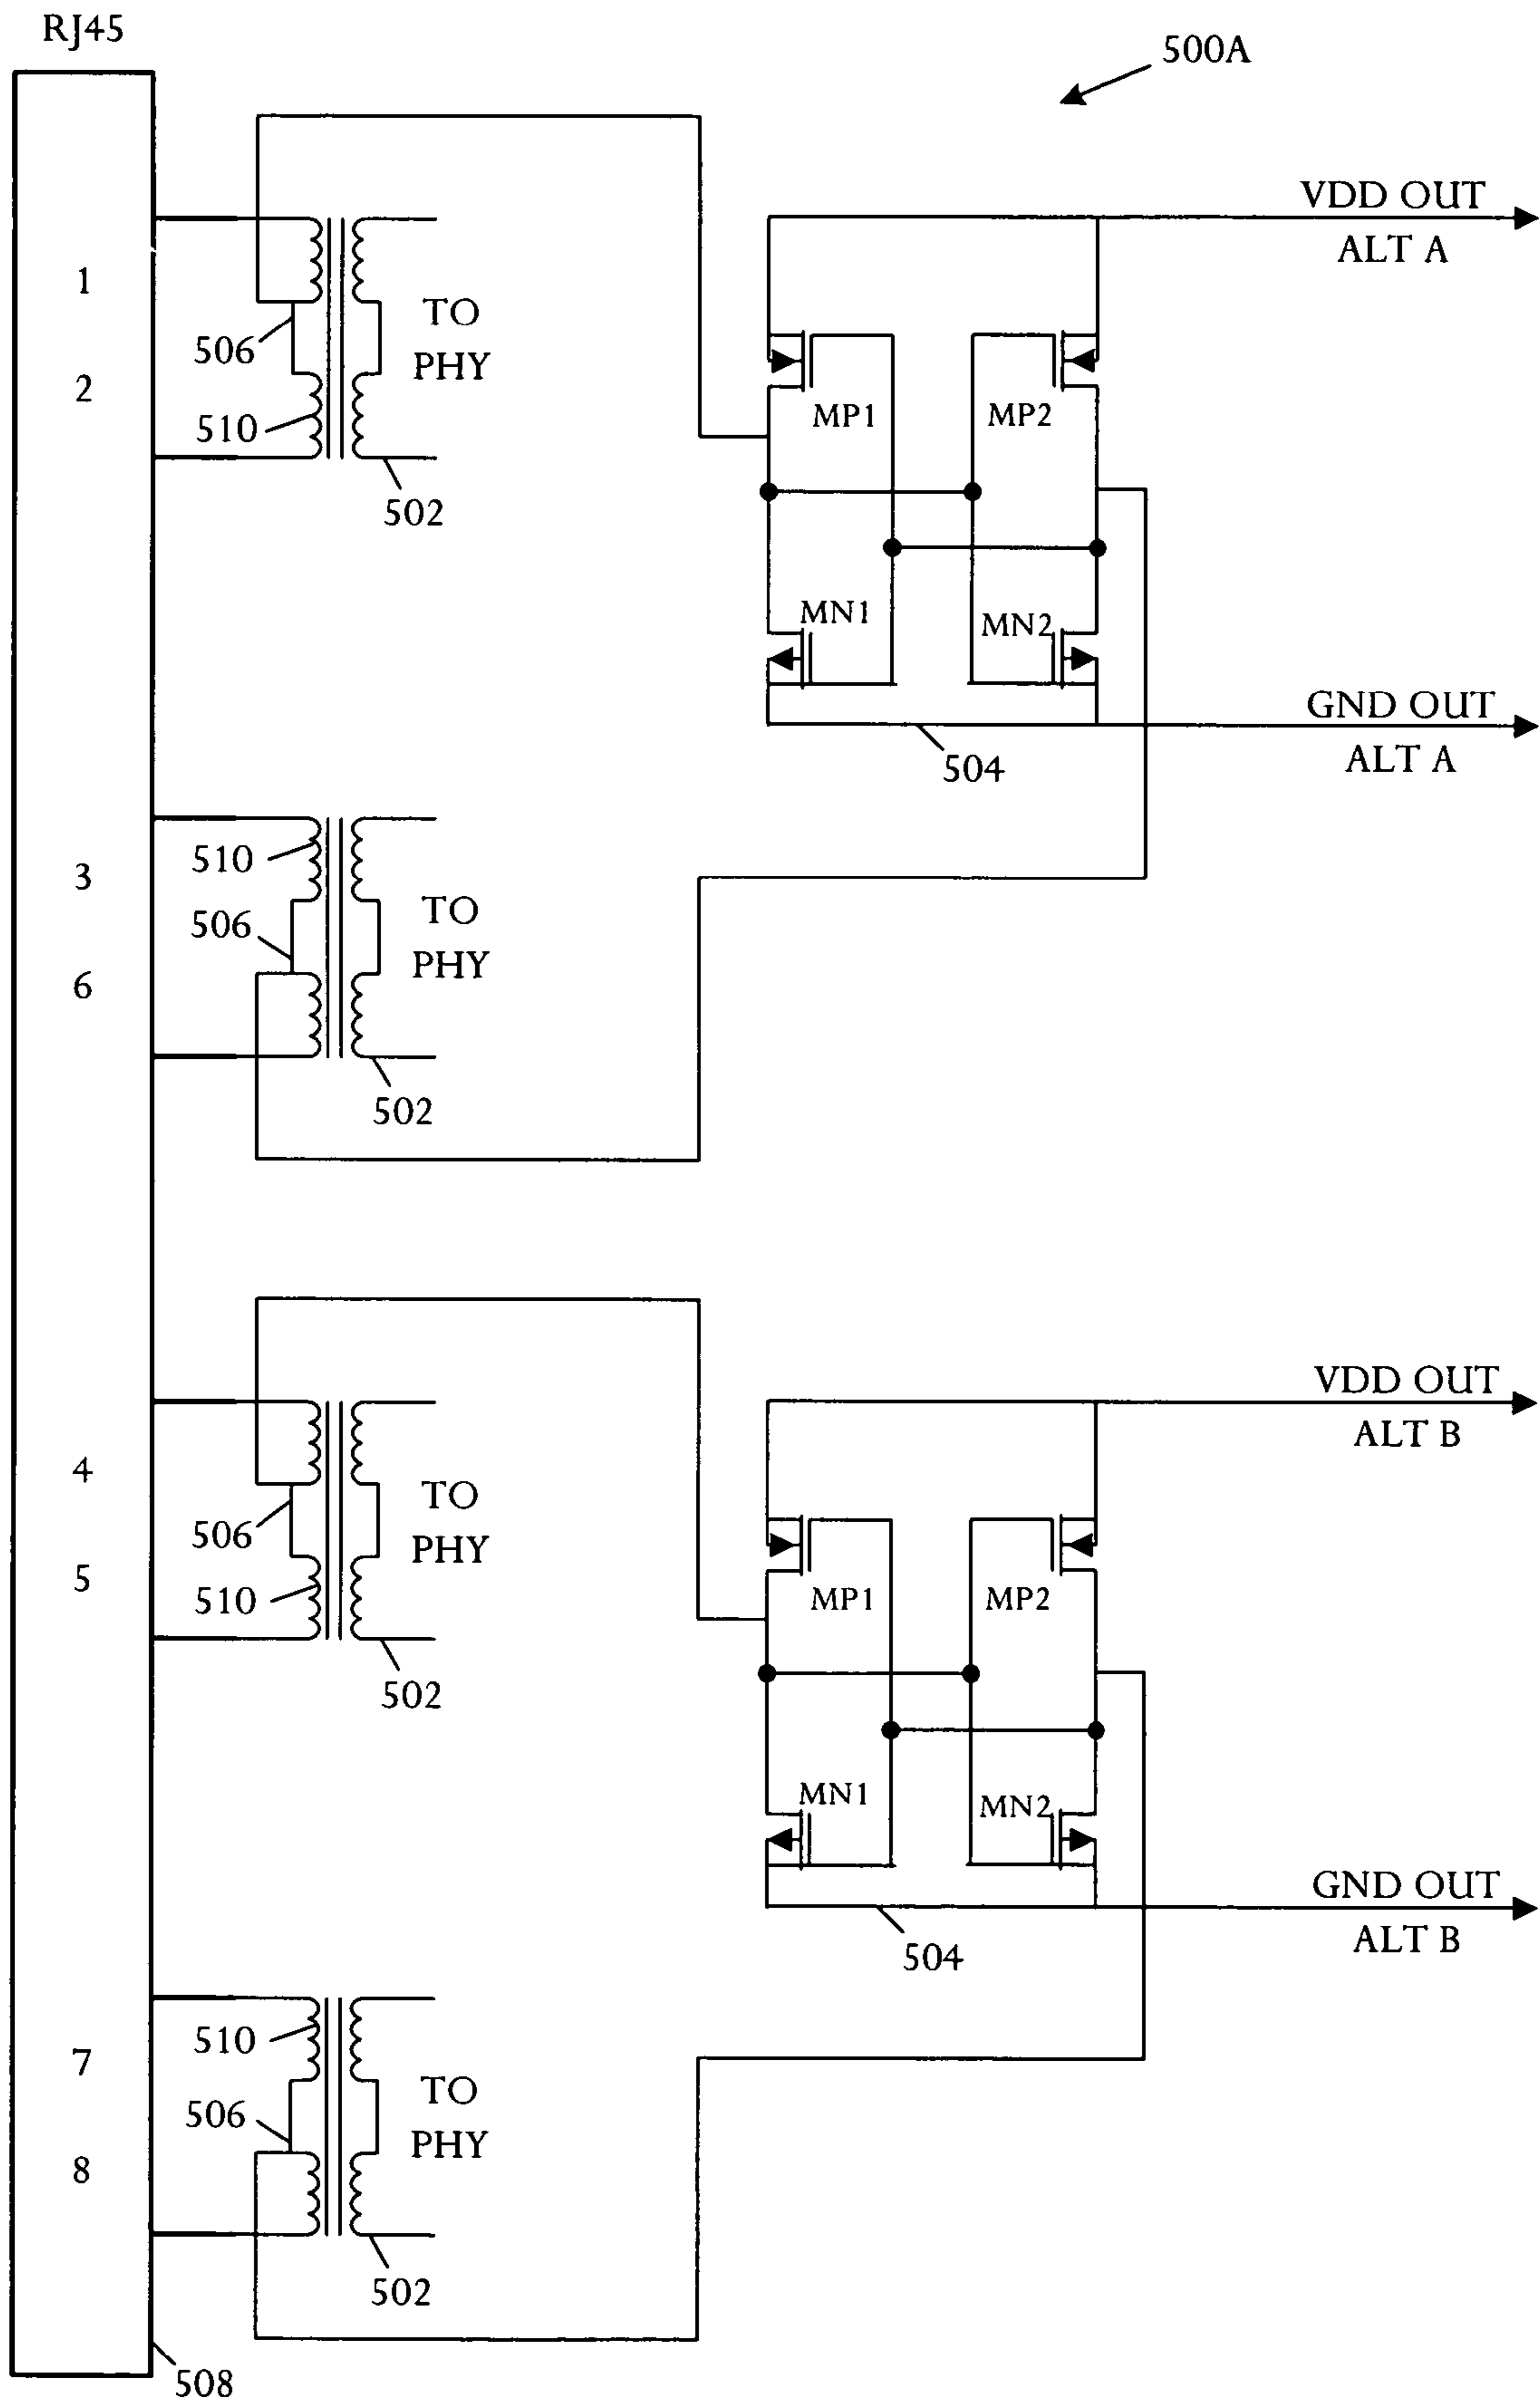 RJ45
500A
VDD OUT
ALT A
1
2
506
510
TO
PHY
502
MP1
MP2
MN1
MN2
GND OUT
ALT A
504
3
6
510
506
TO
PHY
502
VDD OUT
ALT B
4
5
506
510
TO
PHY
502
MP1
MP2
MN1
MN2
GND OUT
ALT B
504
7
8
510
506
TO
PHY
502
508